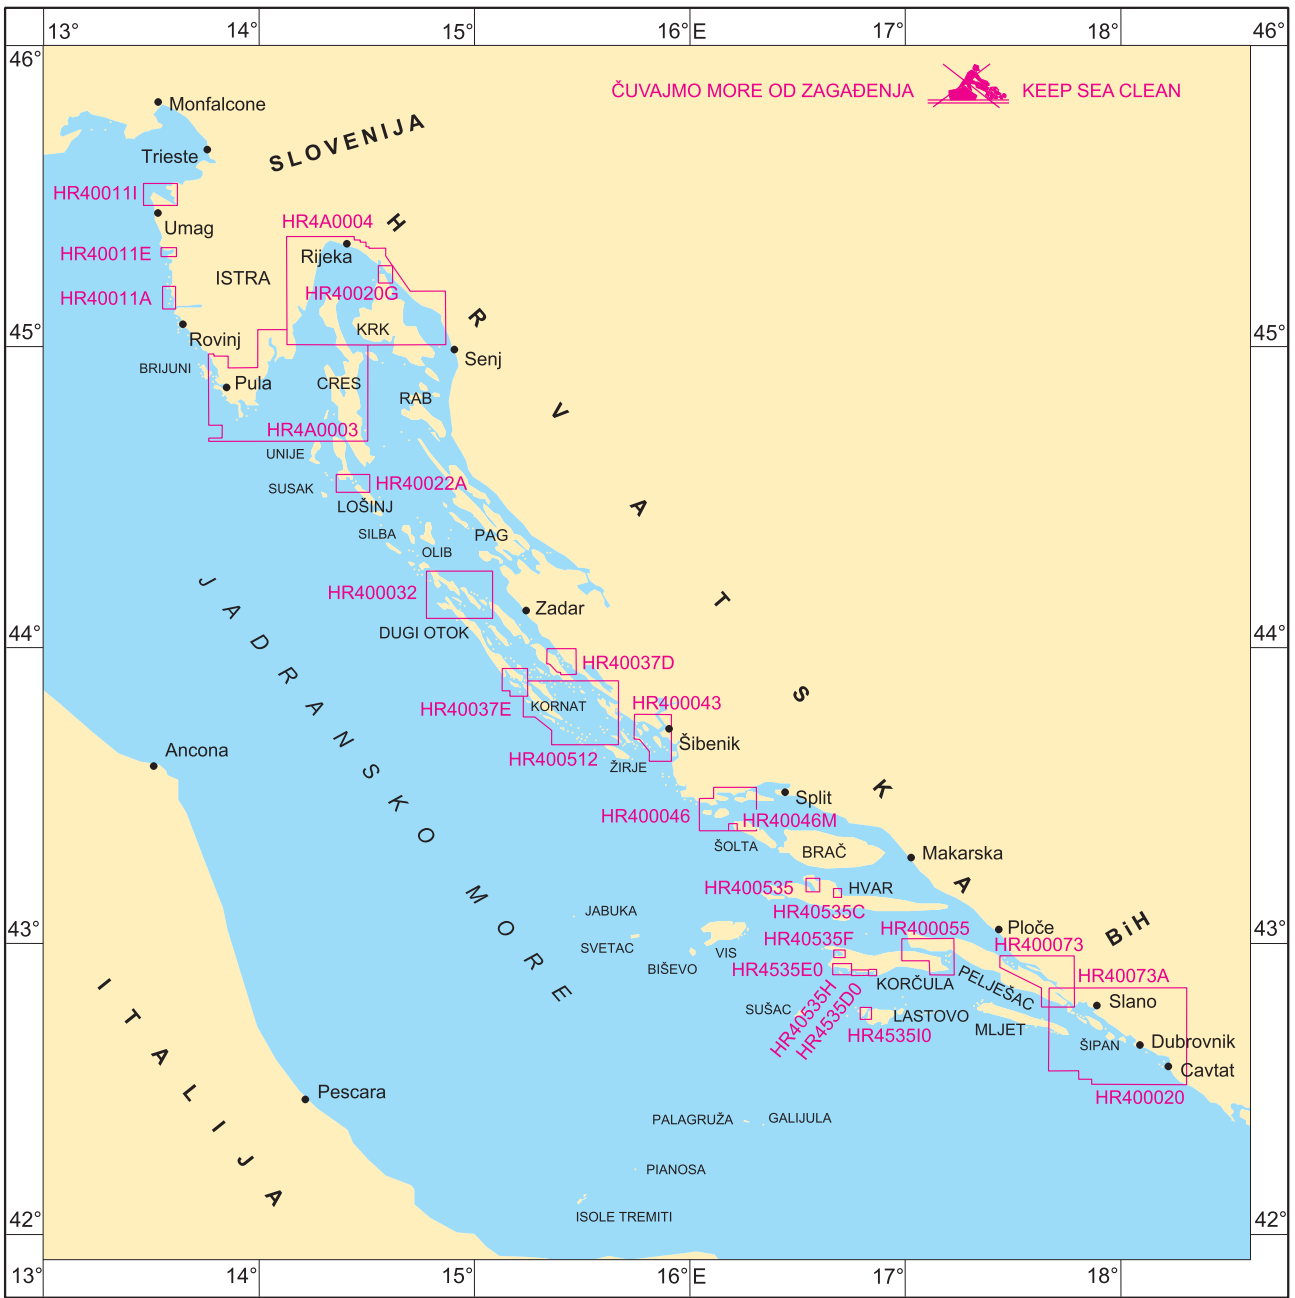 13° 14° 15° 16°E 17° 18°
46° 46°
ČUVAJMO MORE OD ZAGAĐENJA KEEP SEA CLEAN
Monfalcone
SLOVENIJA
Trieste
HR40011I
Umag
HR4A0004
HRVATSKA
HR40011E
Rijeka
ISTRA
HR40020G
HR40011A
KRK
Rovinj
45° 45°
Senj
BRIJUNI
Pula
CRES
RAB
HR4A0003
UNIJE
HR40022A
SUSAK
LOŠINJ
SILBA
PAG
OLIB
JADRANSKO MORE
HR400032
Zadar
DUGI OTOK
44° 44°
HR40037D
HR40037E
KORNAT
HR400043
Šibenik
Ancona
HR400512
ŽIRJE
Split
HR400046
HR40046M
ŠOLTA
BRAČ
Makarska
HR400535
HVAR
HR40535C
JABUKA
BiH
Ploče
HR400055
HR40535F
HR400073
43° 43°
SVETAC
VIS
BIŠEVO
HR4535E0
HR40073A
PELJEŠAC
KORČULA
ITALIJA
HR40535H
HR4535D0
SUŠAC
Slano
LASTOVO
MLJET
HR4535I0
ŠIPAN
Dubrovnik
Cavtat
Pescara
HR400020
PALAGRUŽA
GALIJULA
PIANOSA
ISOLE TREMITI
42° 42°
13° 14° 15° 16°E 17° 18°